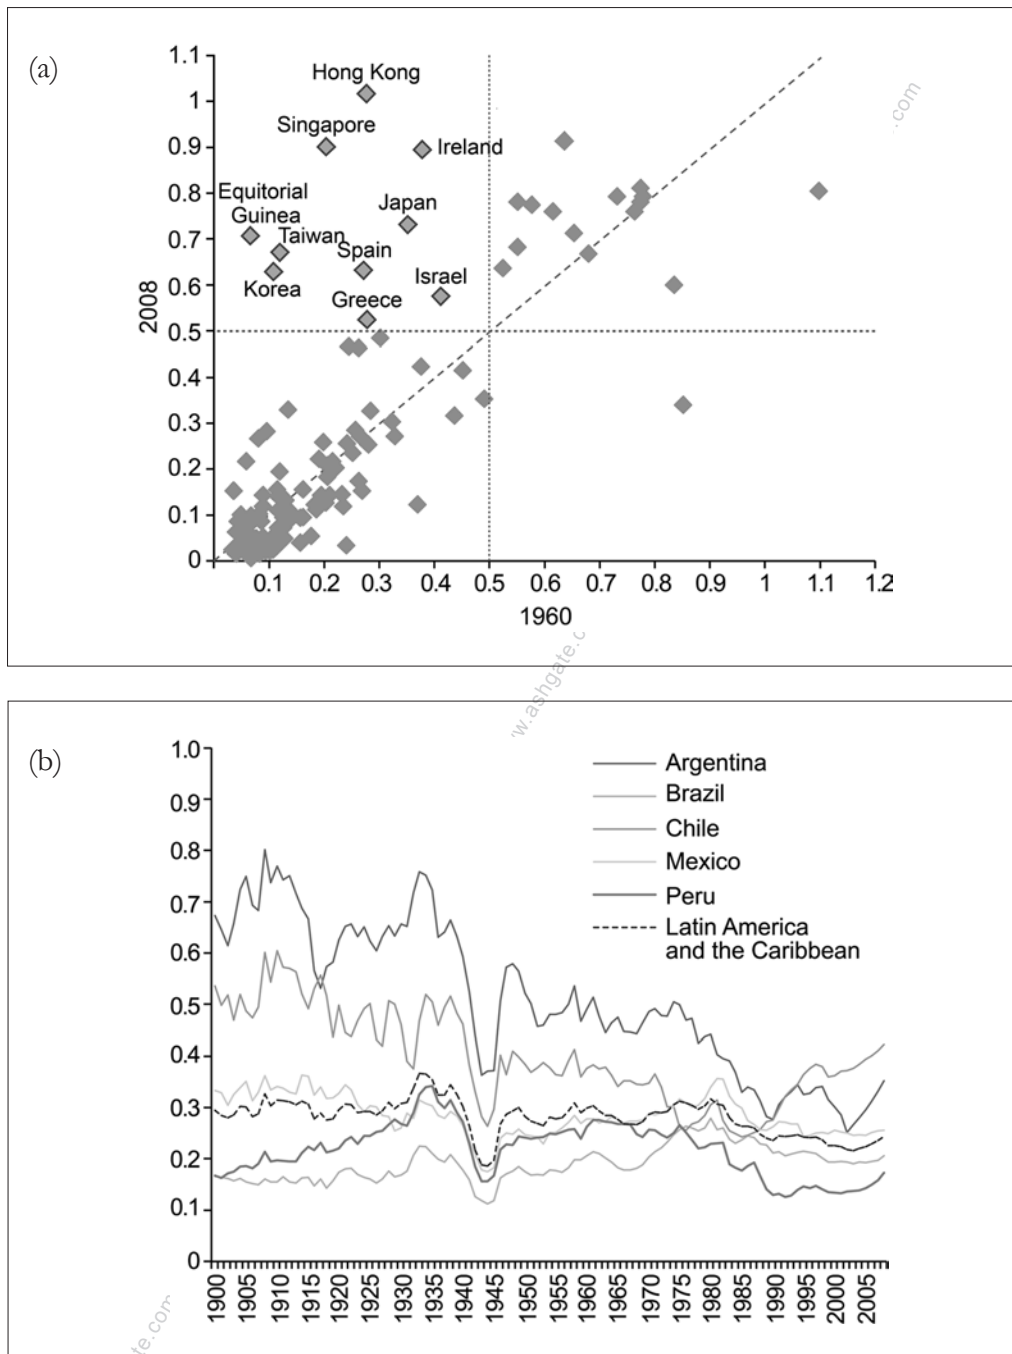 (a)
1.1
1
0.9
0.8
0.7
0.6
0.5
0.4
0.3
0.2
0.1
0
2008
Hong Kong
Singapore
Ireland
Equitorial
Guinea
Japan
Taiwan
Spain
Korea
Israel
Greece
0.1 0.2 0.3 0.4 0.5 0.6 0.7 0.8 0.9 1 1.1 1.2
1960
.com
w.ashgate.c
(b)
1.0
0.9
0.8
0.7
0.6
0.5
0.4
0.3
0.2
0.1
0
Argentina
Brazil
Chile
Mexico
Peru
Latin America
and the Caribbean
1900 1905 1910 1915 1920 1925 1930 1935 1940 1945 1950 1955 1960 1965 1970 1975 1980 1985 1990 1995 2000 2005
te.com